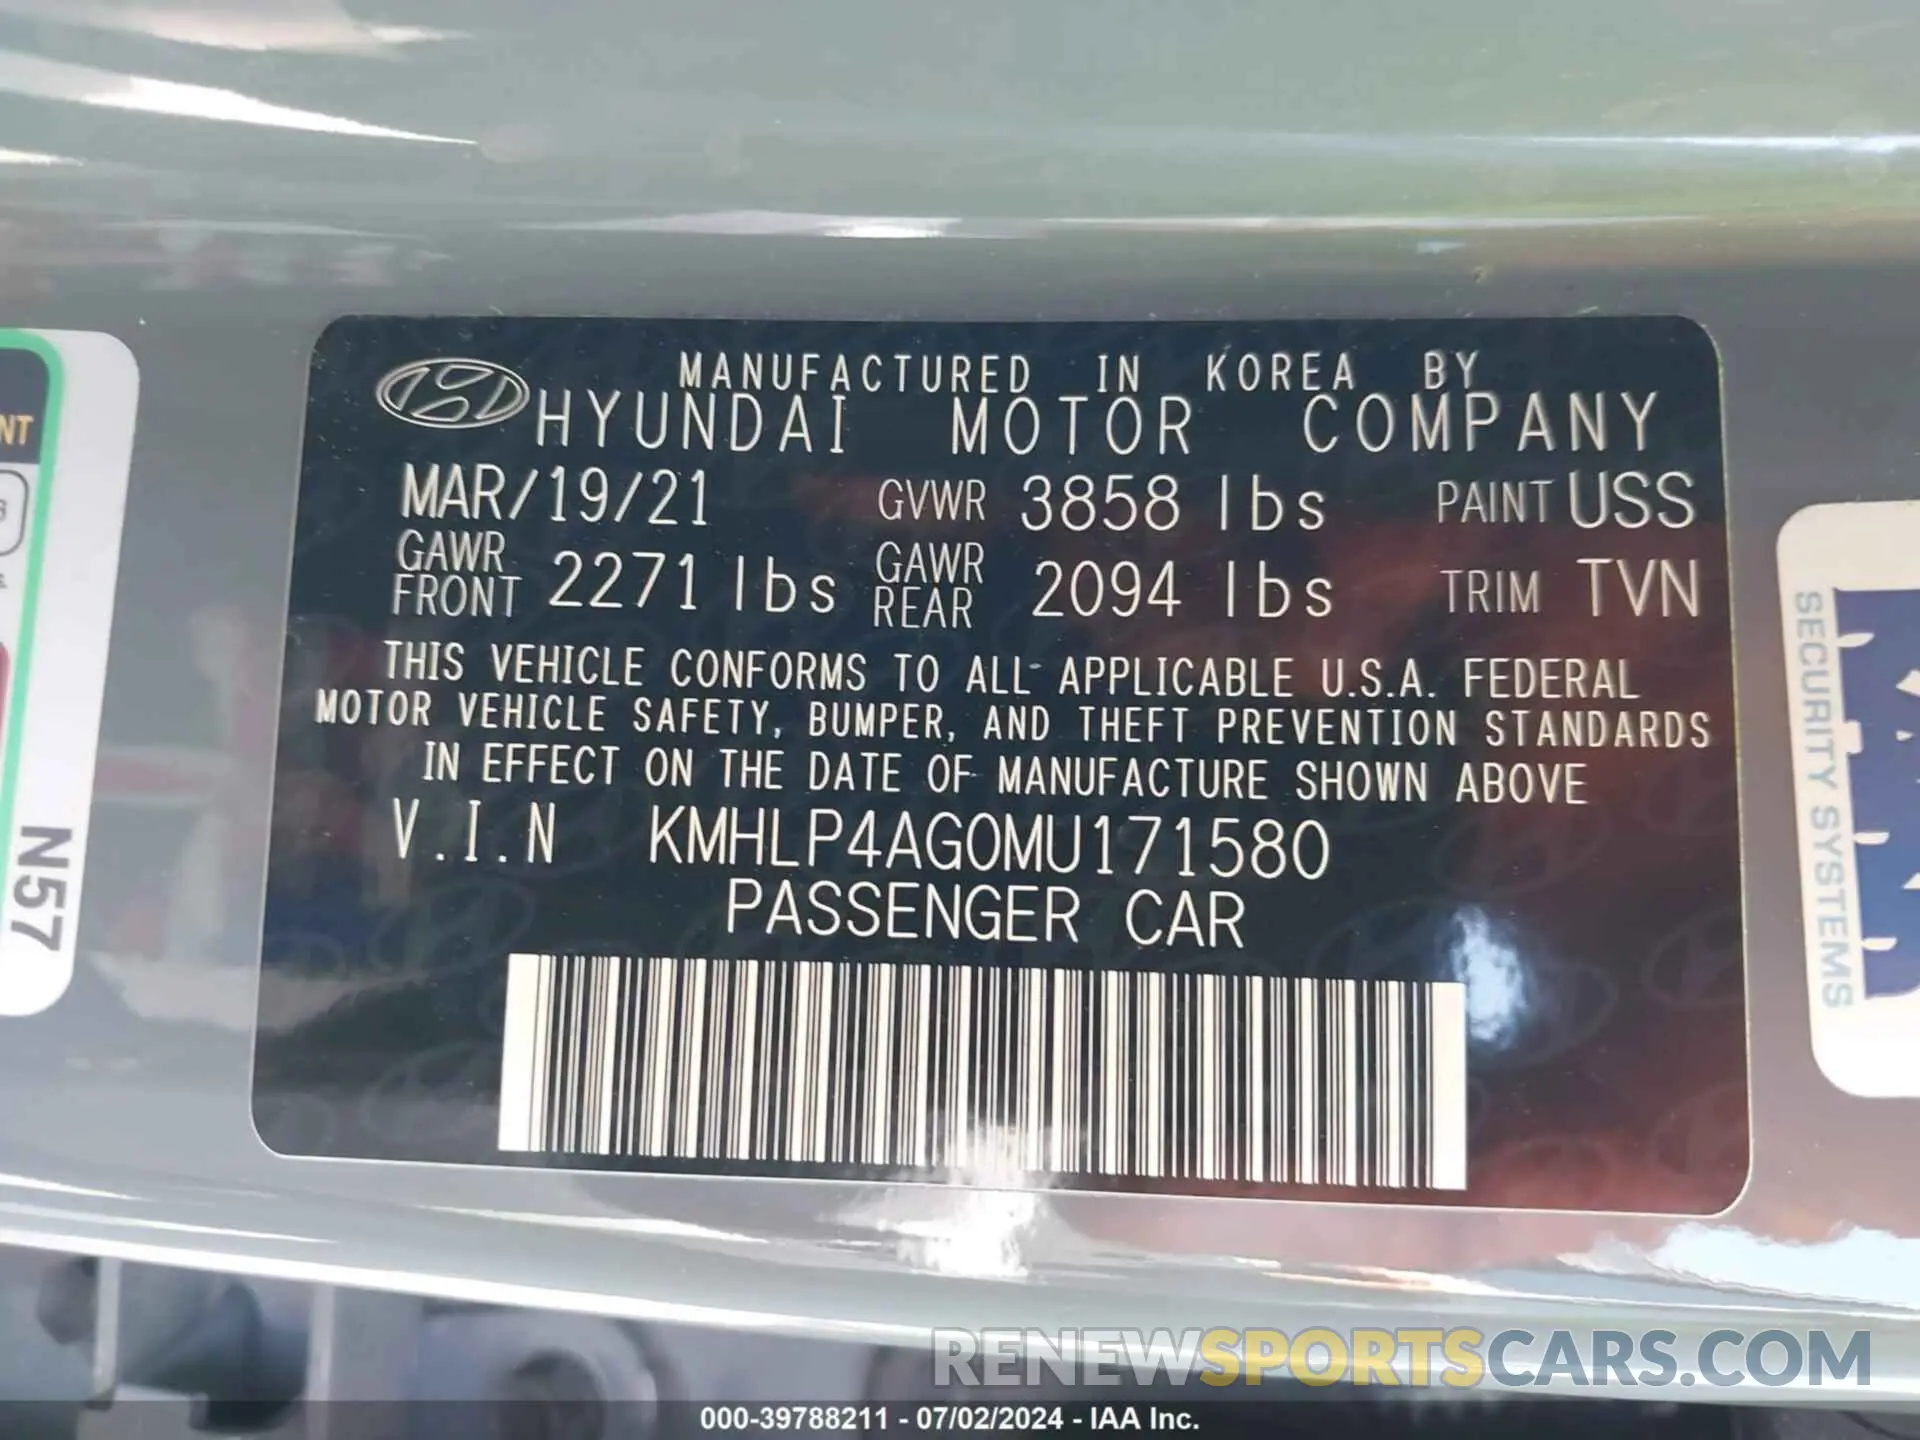 MANUFACTURED IN KOREA BY
HYUNDAI MOTOR COMPANY
MAR/19/21 GVWR 3858 lbs PAINT USS
GAWR FRONT 2271 lbs GAWR REAR 2094 lbs TRIM TVN
THIS VEHICLE CONFORMS TO ALL APPLICABLE U.S.A. FEDERAL
MOTOR VEHICLE SAFETY, BUMPER, AND THEFT PREVENTION STANDARDS
IN EFFECT ON THE DATE OF MANUFACTURE SHOWN ABOVE
V.I.N KMHLP4AG0MU171580
PASSENGER CAR
NT
N57
SECURITY SYSTEMS
RENEWSPORTSCARS.COM
000-39788211 - 07/02/2024 - IAA Inc.